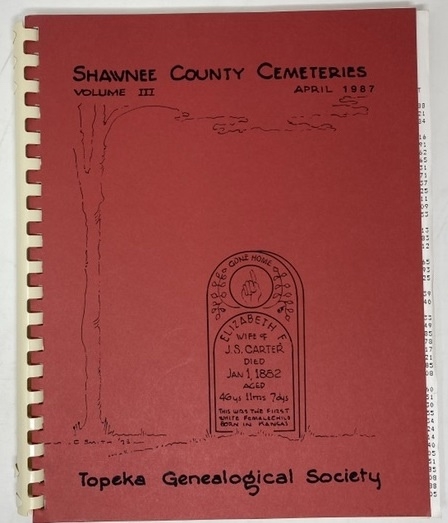 SHAWNEE COUNTY CEMETERIES
VOLUME III APRIL 1987
GONE HOME
ELIZABETH F
WIFE OF
J.S. CARTER
DIED
JAN 1, 1882
AGED
46ys 11ms 7dys
THIS WAS THE FIRST
WHITE FEMALE CHILD
BORN IN KANSAS
Topeka Genealogical Society